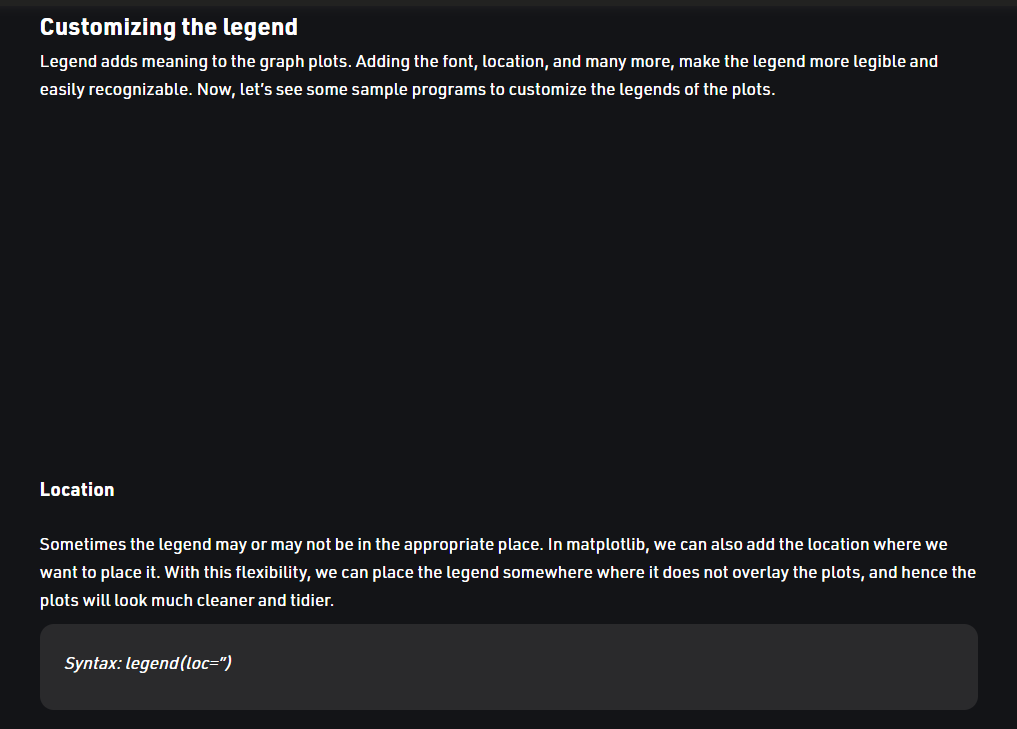 Customizing the legend
Legend adds meaning to the graph plots. Adding the font, location, and many more, make the legend more legible and
easily recognizable. Now, let’s see some sample programs to customize the legends of the plots.
Location
Sometimes the legend may or may not be in the appropriate place. In matplotlib, we can also add the location where we
want to place it. With this flexibility, we can place the legend somewhere where it does not overlay the plots, and hence the
plots will look much cleaner and tidier.
Syntax: legend(loc=”)